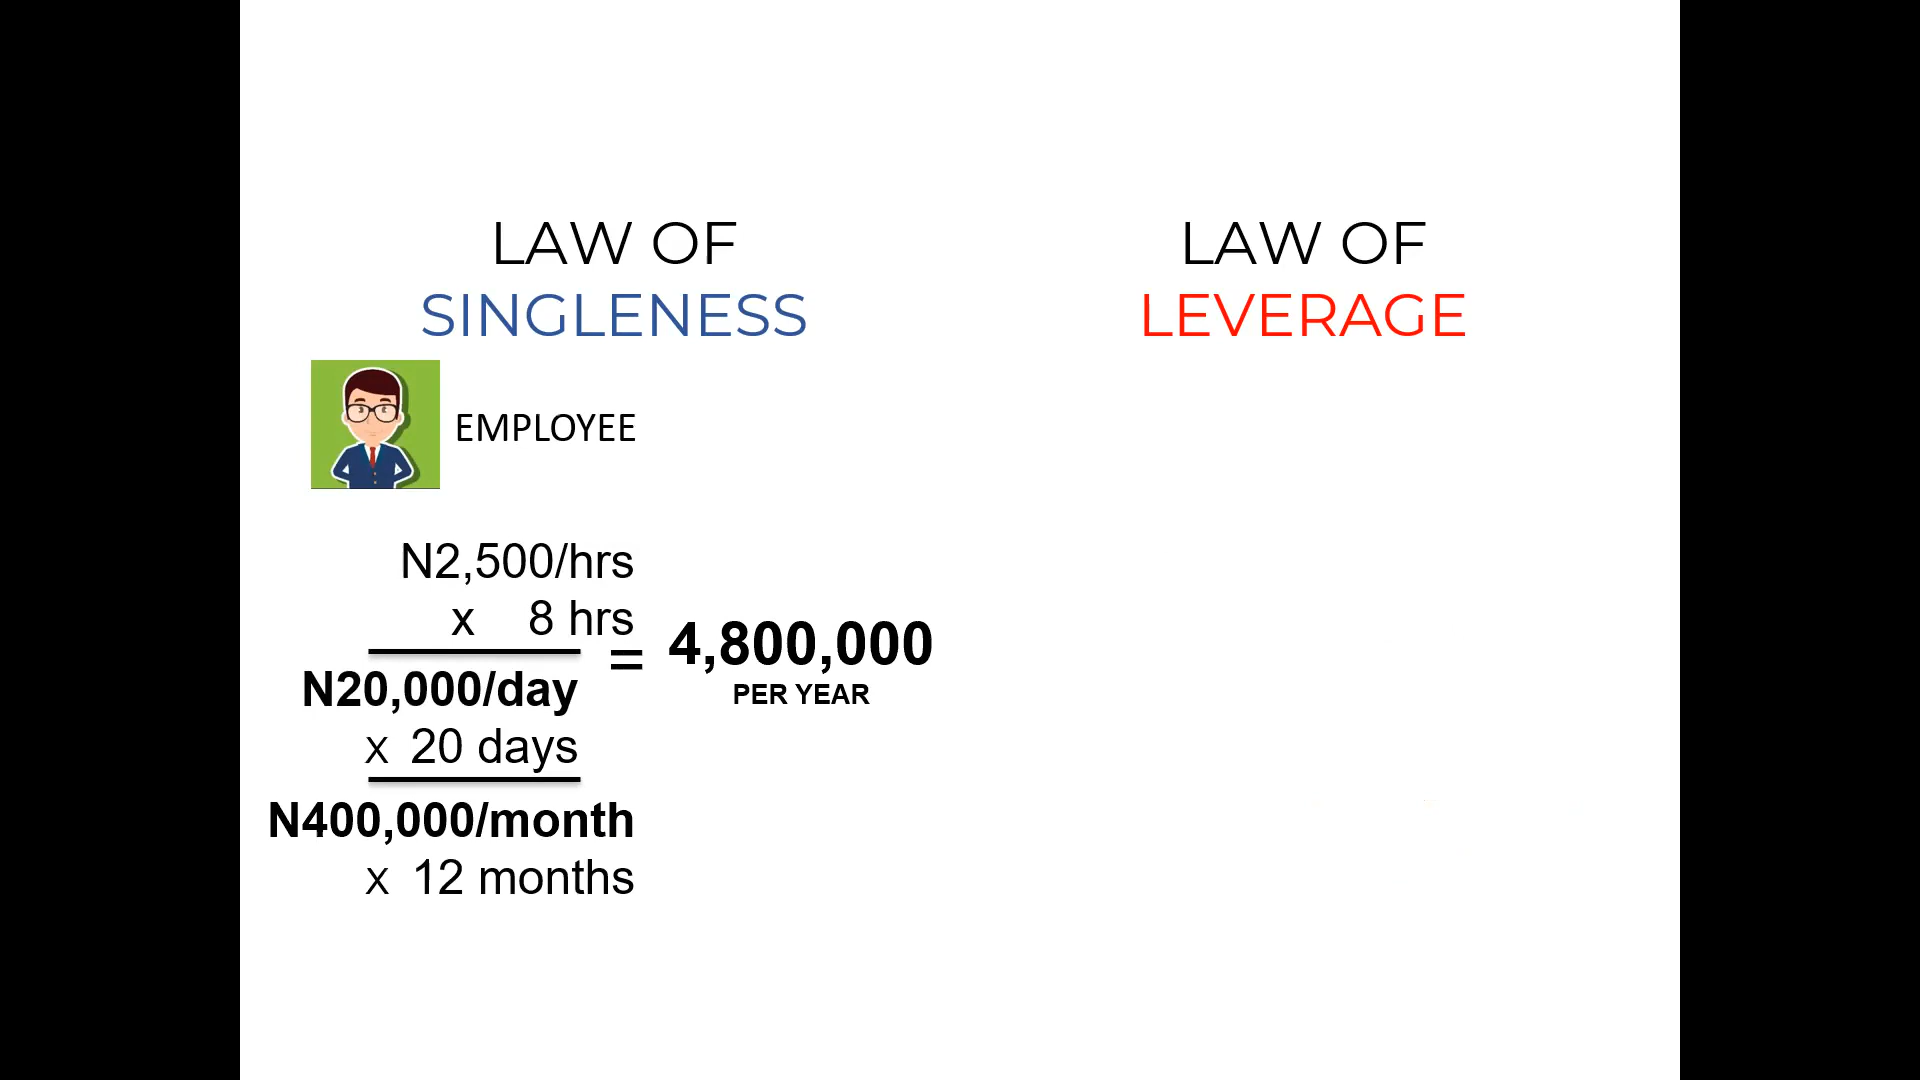 LAW OF
SINGLENESS
EMPLOYEE
N2,500/hrs
x 8 hrs
N20,000/day
x 20 days
N400,000/month
x 12 months
= 4,800,000
PER YEAR
LAW OF
LEVERAGE